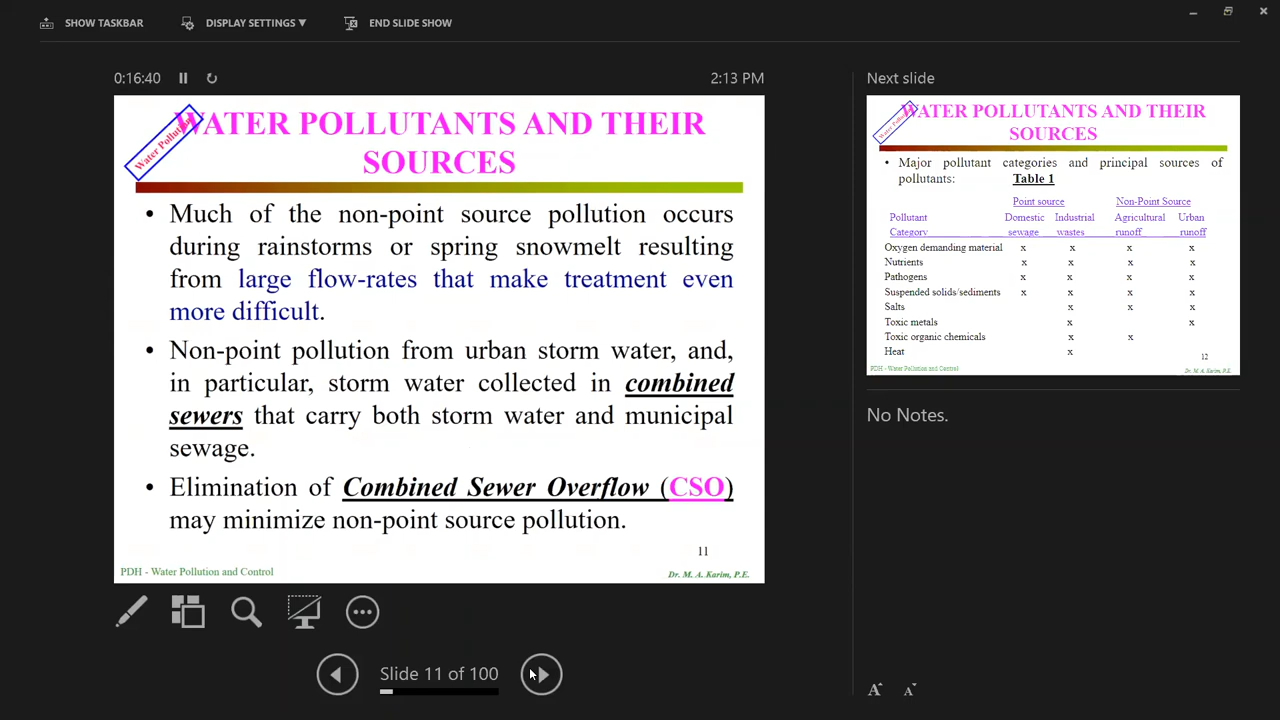 SHOW TASKBAR
DISPLAY SETTINGS ▼
END SLIDE SHOW
0:16:40
2:13 PM
Water Pollution
WATER POLLUTANTS AND THEIR
SOURCES
• Much of the non-point source pollution occurs
during rainstorms or spring snowmelt resulting
from large flow-rates that make treatment even
more difficult.
• Non-point pollution from urban storm water, and,
in particular, storm water collected in combined
sewers that carry both storm water and municipal
sewage.
• Elimination of Combined Sewer Overflow (CSO)
may minimize non-point source pollution.
11
PDH - Water Pollution and Control
Dr. M. A. Karim, P.E.
Slide 11 of 100
Next slide
WATER POLLUTANTS AND THEIR
SOURCES
• Major pollutant categories and principal sources of
pollutants: Table 1
Point source Non-Point Source
Pollutant Domestic Industrial Agricultural Urban
Category sewage wastes runoff runoff
Oxygen demanding material x x x x
Nutrients x x x x
Pathogens x x x x
Suspended solids/sediments x x x x
Salts x x x
Toxic metals x x
Toxic organic chemicals x x
Heat x
12
PDH - Water Pollution and Control
Dr. M. A. Karim, P.E.
No Notes.
A A